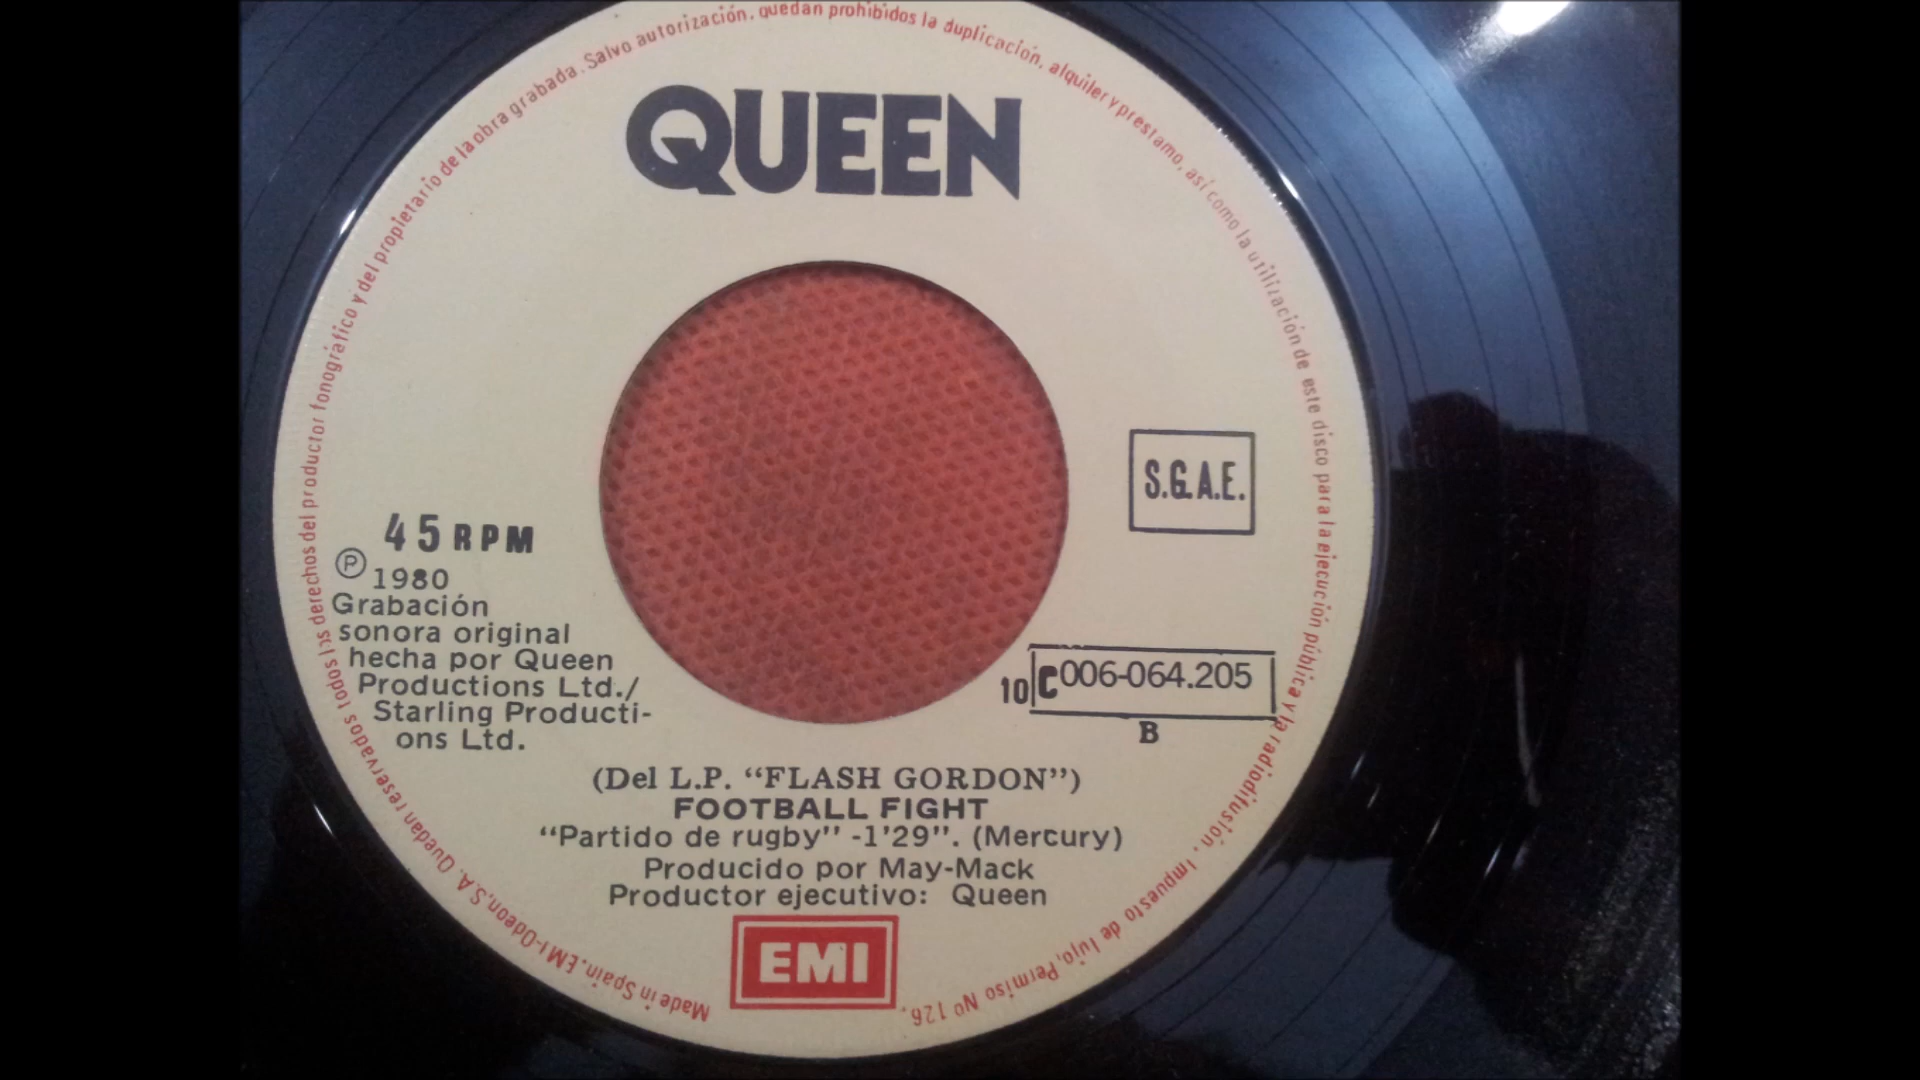 QUEEN
S.G.A.E.
45 RPM
Ⓟ 1980
Grabación
sonora original
hecha por Queen
Productions Ltd./
Starling Producti-
ons Ltd.
10 C 006-064.205
B
(Del L.P. “FLASH GORDON”)
FOOTBALL FIGHT
“Partido de rugby” -1'29”. (Mercury)
Producido por May-Mack
Productor ejecutivo: Queen
EMI
Made in Spain. EMI-Odeon, S.A. Quedan reservados todos los derechos del productor fonográfico y del propietario de la obra grabada. Salvo autorización, quedan prohibidos la duplicación, alquiler y prestamo, así como la utilización de este disco para la ejecución pública y la radiodifusión. Impuesto de lujo, Permiso Nº 126.